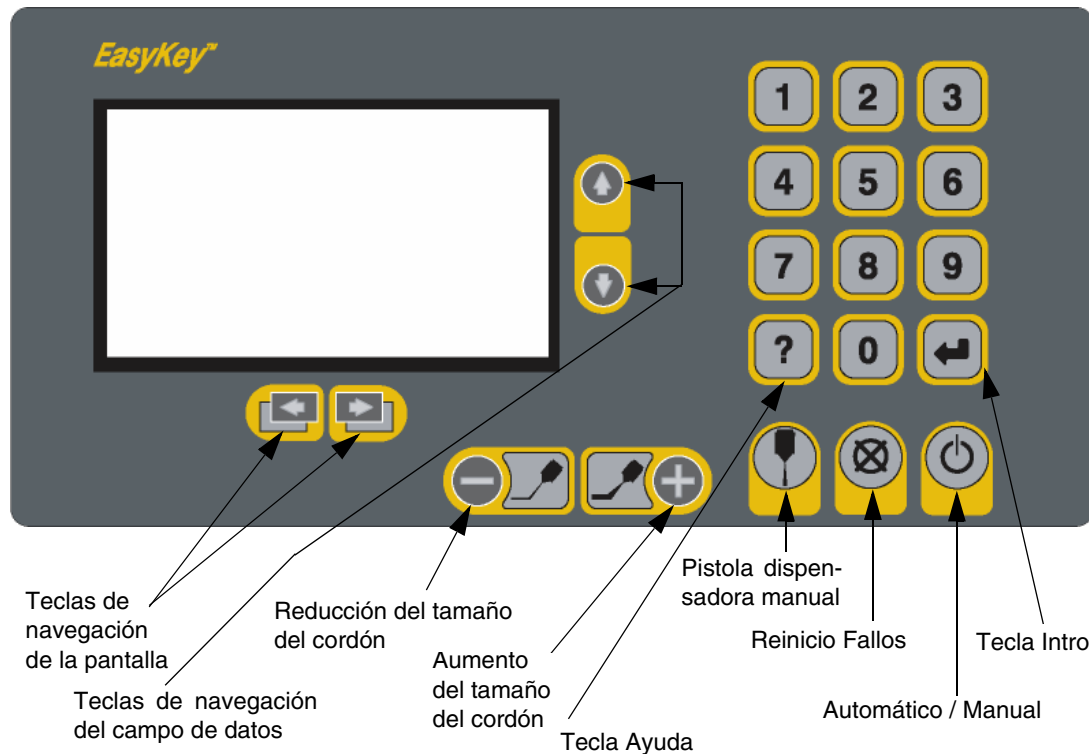 EasyKey™
1 2 3
4 5 6
7 8 9
? 0
Teclas de
navegación
de la pantalla
Teclas de navegación
del campo de datos
Reducción del tamaño
del cordón
Aumento
del tamaño
del cordón
Tecla Ayuda
Pistola dispen-
sadora manual
Reinicio Fallos
Automático / Manual
Tecla Intro